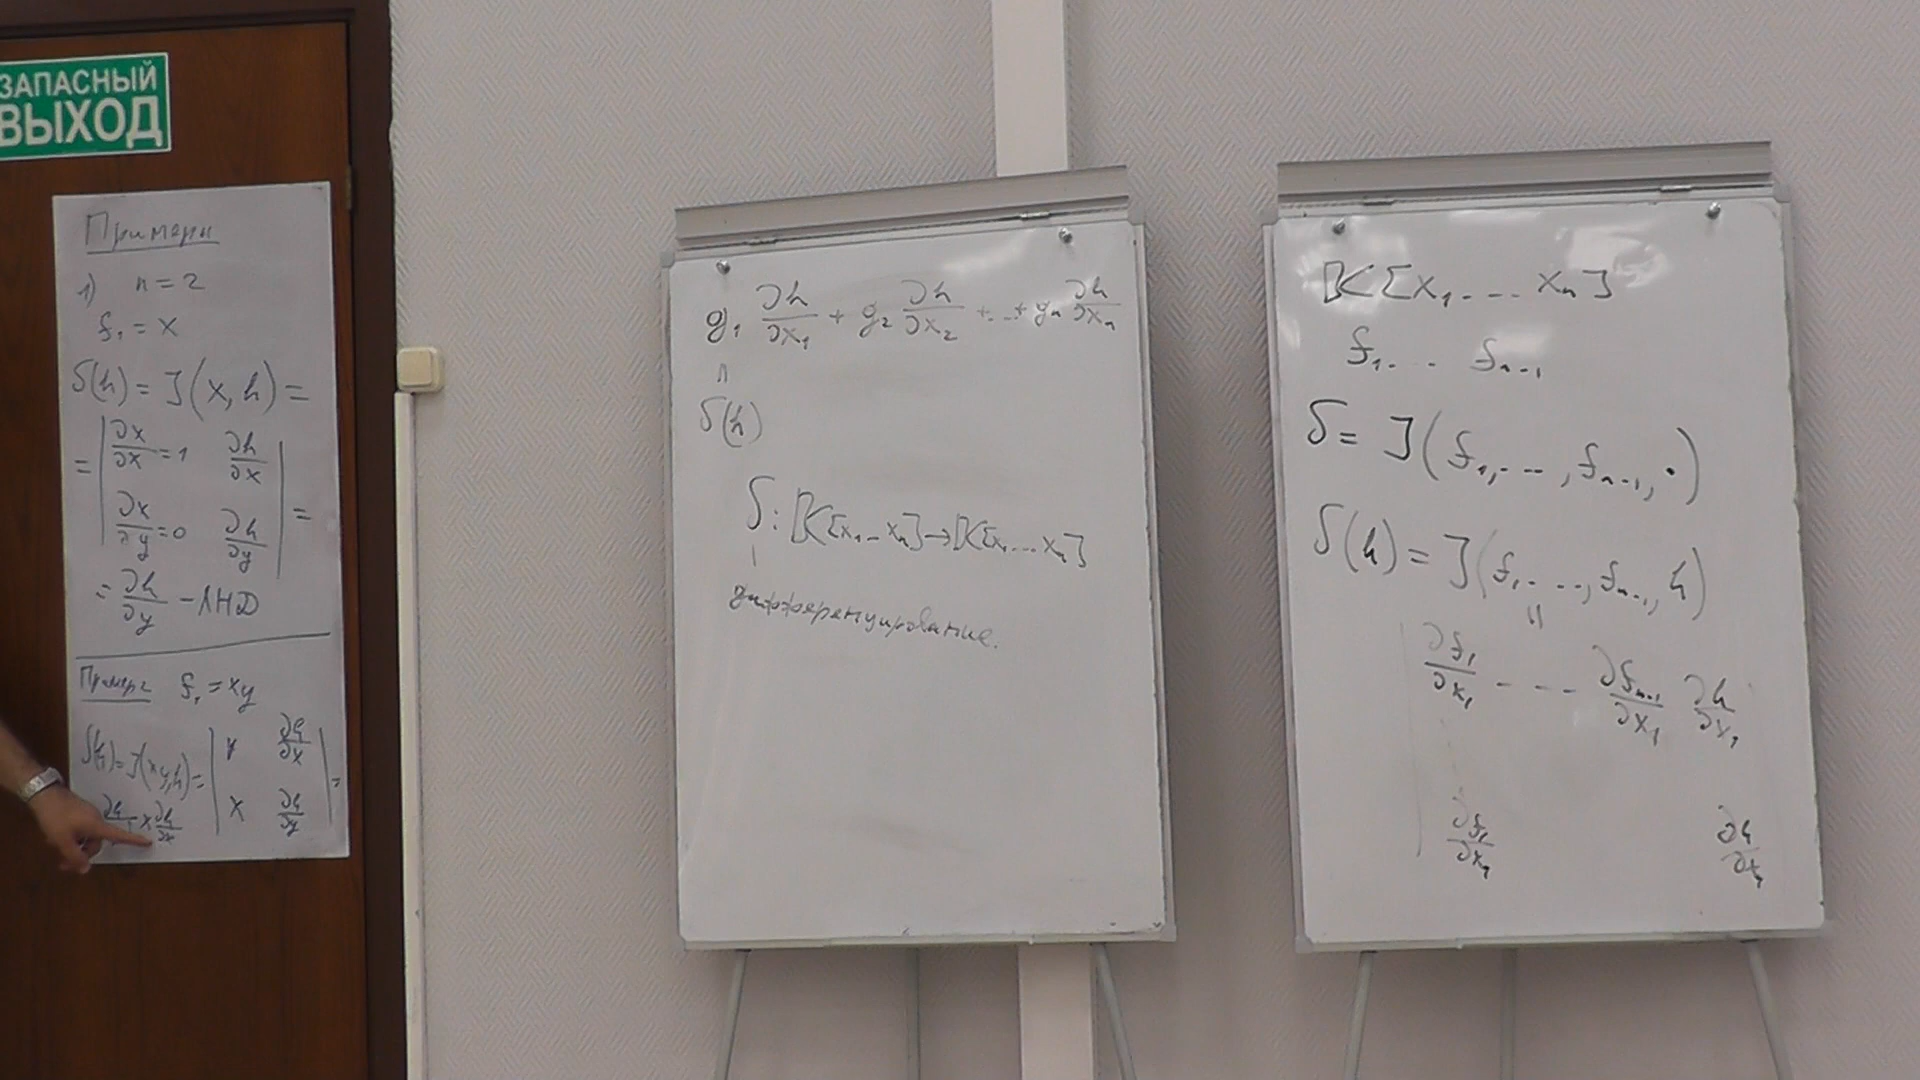 ЗАПАСНЫЙ
ВЫХОД
Примеры
1) n = 2
f₁ = x
δ(h) = J(x, h) =
= | ∂x/∂x = 1 ∂h/∂x |
| ∂x/∂y = 0 ∂h/∂y | =
= ∂h/∂y – ЛНД
Пример 2 f₁ = xy
δ(h) = J(xy, h) = | y ∂h/∂x |
| x ∂h/∂y | =
x ∂h/∂x
g₁ ∂h/∂x₁ + g₂ ∂h/∂x₂ + ... + gₙ ∂h/∂xₙ
δ(h)
δ : K[x₁ ... xₙ] → K[x₁ ... xₙ]
дифференцирование.
K[x₁ ... xₙ]
f₁ ... fₙ₋₁
δ = J(f₁, ..., fₙ₋₁, ·)
δ(h) = J(f₁, ..., fₙ₋₁, h)
∂f₁/∂x₁ --- ∂fₙ₋₁/∂x₁ ∂h/∂x₁
∂f₁/∂xₙ ∂h/∂xₙ